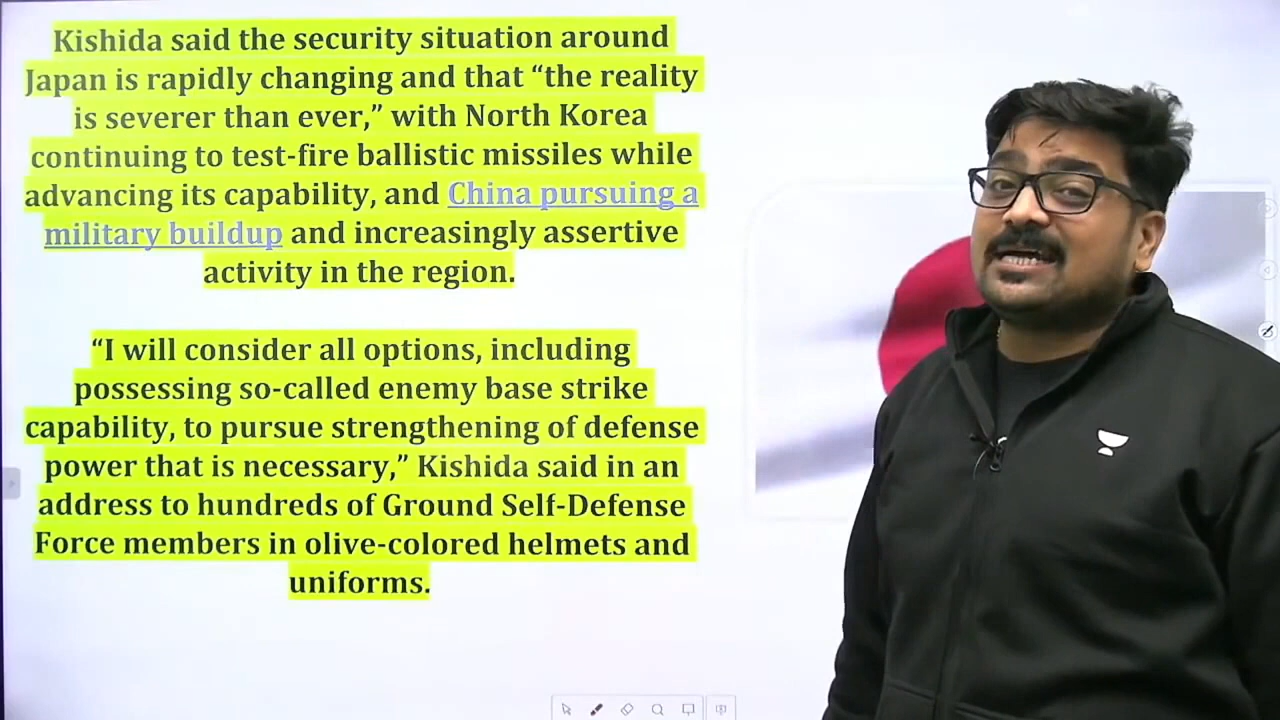 Kishida said the security situation around
Japan is rapidly changing and that “the reality
is severer than ever,” with North Korea
continuing to test-fire ballistic missiles while
advancing its capability, and China pursuing a
military buildup and increasingly assertive
activity in the region.
“I will consider all options, including
possessing so-called enemy base strike
capability, to pursue strengthening of defense
power that is necessary,” Kishida said in an
address to hundreds of Ground Self-Defense
Force members in olive-colored helmets and
uniforms.